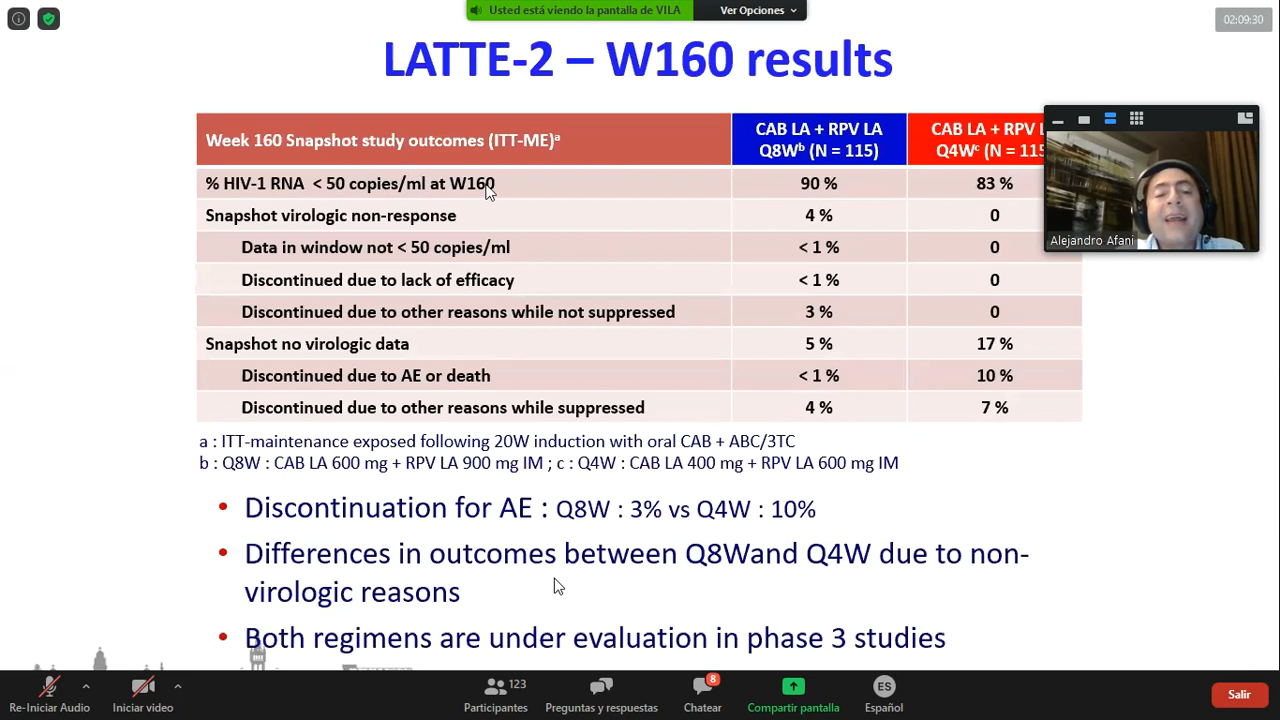 Usted está viendo la pantalla de VILA
Ver Opciones
02:09:30
LATTE-2 – W160 results
Week 160 Snapshot study outcomes (ITT-ME)a
CAB LA + RPV LA
Q8Wb (N = 115)
CAB LA + RPV L
Q4Wc (N = 115
% HIV-1 RNA < 50 copies/ml at W160 90 % 83 %
Snapshot virologic non-response 4 % 0
Data in window not < 50 copies/ml < 1 % 0
Discontinued due to lack of efficacy < 1 % 0
Discontinued due to other reasons while not suppressed 3 % 0
Snapshot no virologic data 5 % 17 %
Discontinued due to AE or death < 1 % 10 %
Discontinued due to other reasons while suppressed 4 % 7 %
Alejandro Afani
a : ITT-maintenance exposed following 20W induction with oral CAB + ABC/3TC
b : Q8W : CAB LA 600 mg + RPV LA 900 mg IM ; c : Q4W : CAB LA 400 mg + RPV LA 600 mg IM
• Discontinuation for AE : Q8W : 3% vs Q4W : 10%
• Differences in outcomes between Q8Wand Q4W due to non-
virologic reasons
• Both regimens are under evaluation in phase 3 studies
123
8
ES
Re-Iniciar Audio
Iniciar video
Participantes
Preguntas y respuestas
Chatear
Compartir pantalla
Español
Salir